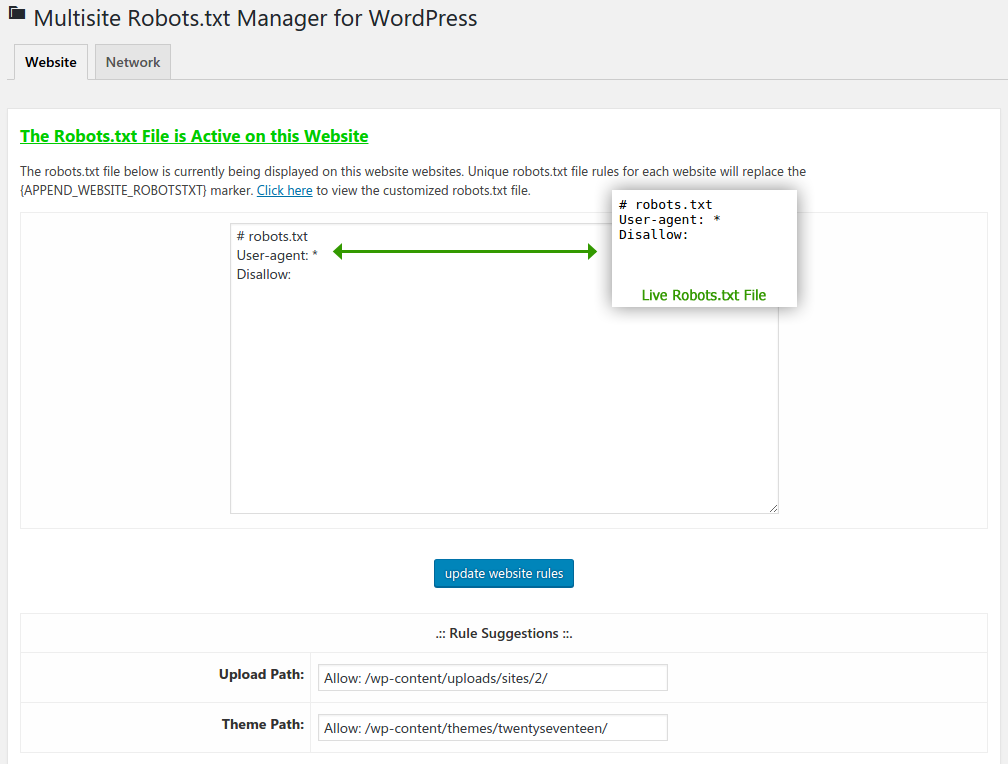 Multisite Robots.txt Manager for WordPress
Website
Network
The Robots.txt File is Active on this Website
The robots.txt file below is currently being displayed on this website websites. Unique robots.txt file rules for each website will replace the
{APPEND_WEBSITE_ROBOTSTXT} marker. Click here to view the customized robots.txt file.
# robots.txt
User-agent: *
Disallow:
# robots.txt
User-agent: *
Disallow:
Live Robots.txt File
update website rules
.:: Rule Suggestions ::.
Upload Path:
Allow: /wp-content/uploads/sites/2/
Theme Path:
Allow: /wp-content/themes/twentyseventeen/